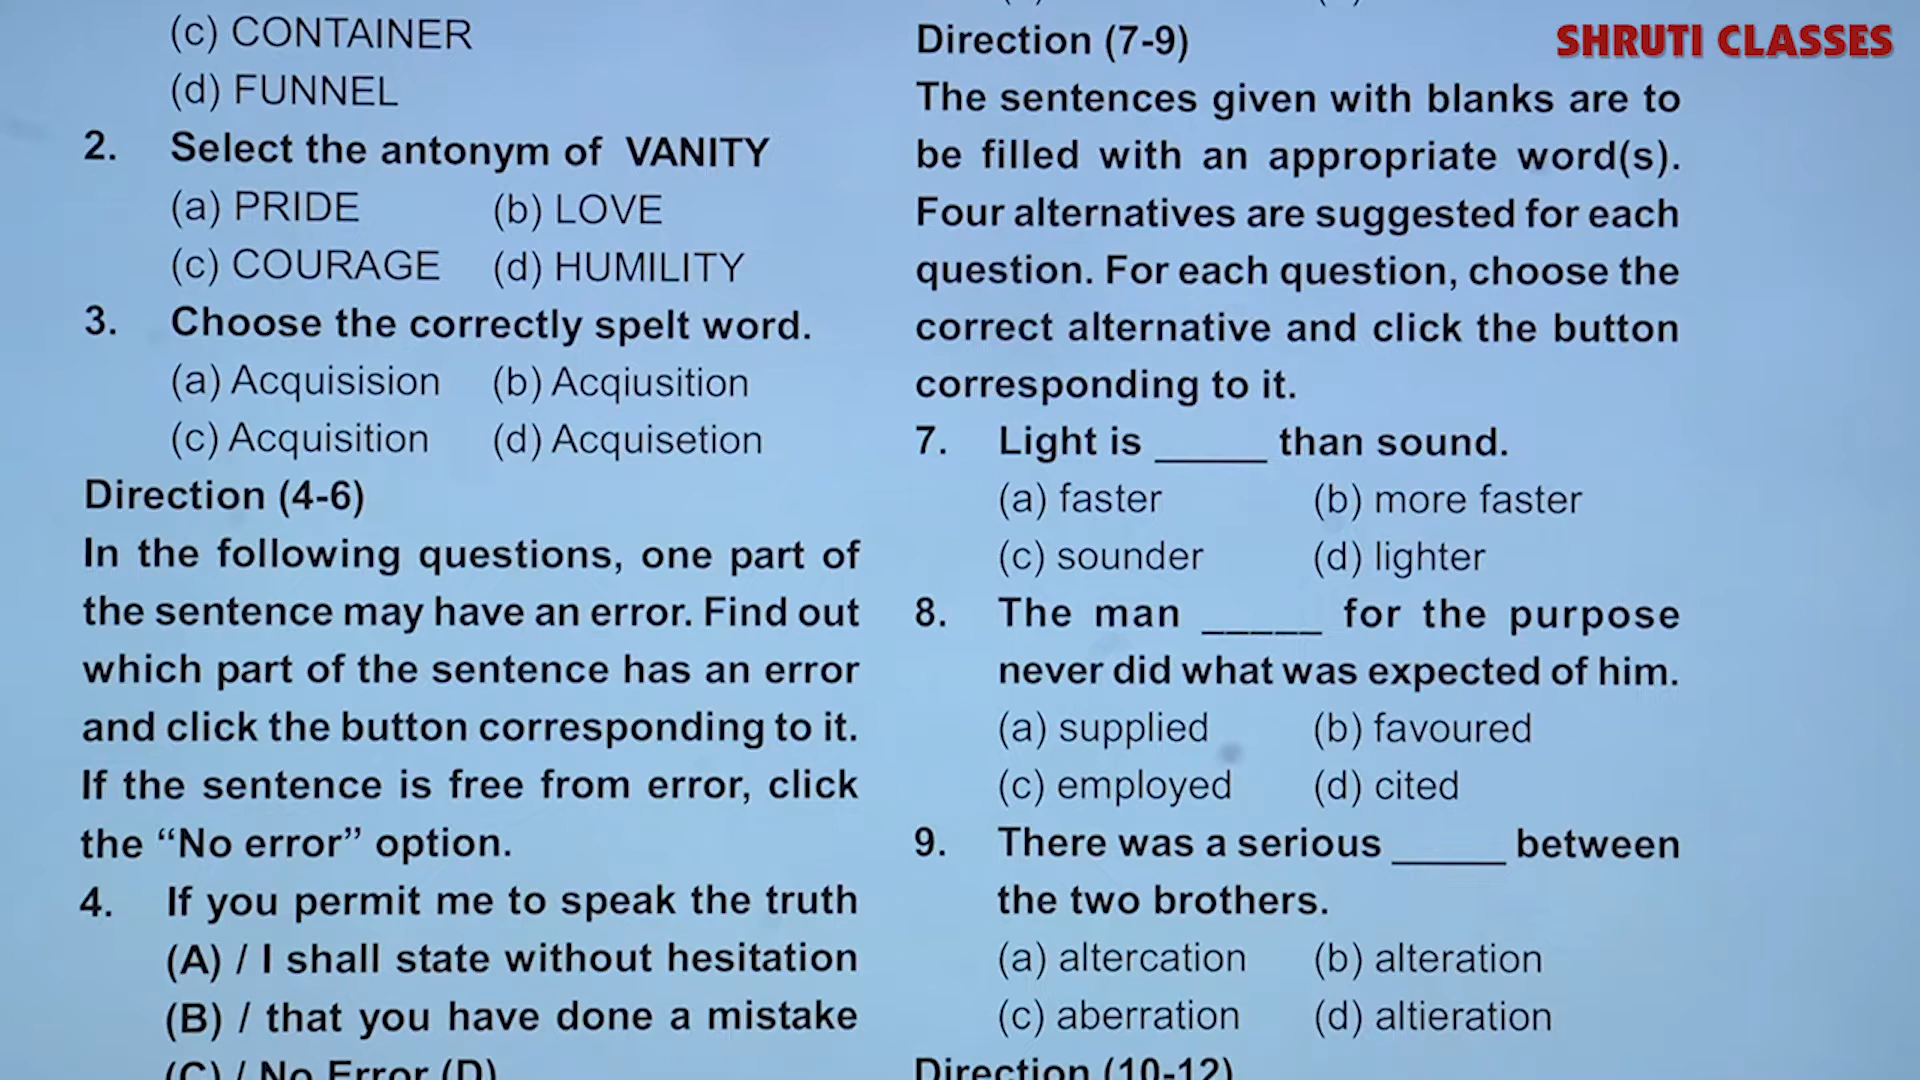 SHRUTI CLASSES
(c) CONTAINER
(d) FUNNEL
2. Select the antonym of VANITY
(a) PRIDE (b) LOVE
(c) COURAGE (d) HUMILITY
3. Choose the correctly spelt word.
(a) Acquisision (b) Acqiusition
(c) Acquisition (d) Acquisetion
Direction (4-6)
In the following questions, one part of
the sentence may have an error. Find out
which part of the sentence has an error
and click the button corresponding to it.
If the sentence is free from error, click
the “No error” option.
4. If you permit me to speak the truth
(A) / I shall state without hesitation
(B) / that you have done a mistake
(C) / No Error (D)
Direction (7-9)
The sentences given with blanks are to
be filled with an appropriate word(s).
Four alternatives are suggested for each
question. For each question, choose the
correct alternative and click the button
corresponding to it.
7. Light is _____ than sound.
(a) faster (b) more faster
(c) sounder (d) lighter
8. The man _____ for the purpose
never did what was expected of him.
(a) supplied (b) favoured
(c) employed (d) cited
9. There was a serious _____ between
the two brothers.
(a) altercation (b) alteration
(c) aberration (d) altieration
Direction (10-12)